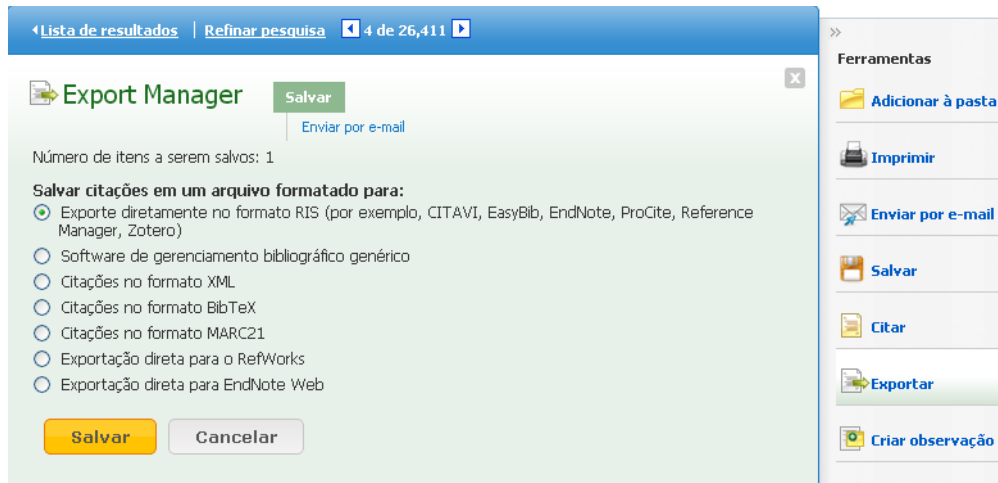 Lista de resultados | Refinar pesquisa 4 de 26,411
Export Manager
Salvar
Enviar por e-mail
Número de itens a serem salvos: 1
Salvar citações em um arquivo formatado para:
Exporte diretamente no formato RIS (por exemplo, CITAVI, EasyBib, EndNote, ProCite, Reference
Manager, Zotero)
Software de gerenciamento bibliográfico genérico
Citações no formato XML
Citações no formato BibTeX
Citações no formato MARC21
Exportação direta para o RefWorks
Exportação direta para EndNote Web
Salvar Cancelar
Ferramentas
Adicionar à pasta
Imprimir
Enviar por e-mail
Salvar
Citar
Exportar
Criar observação